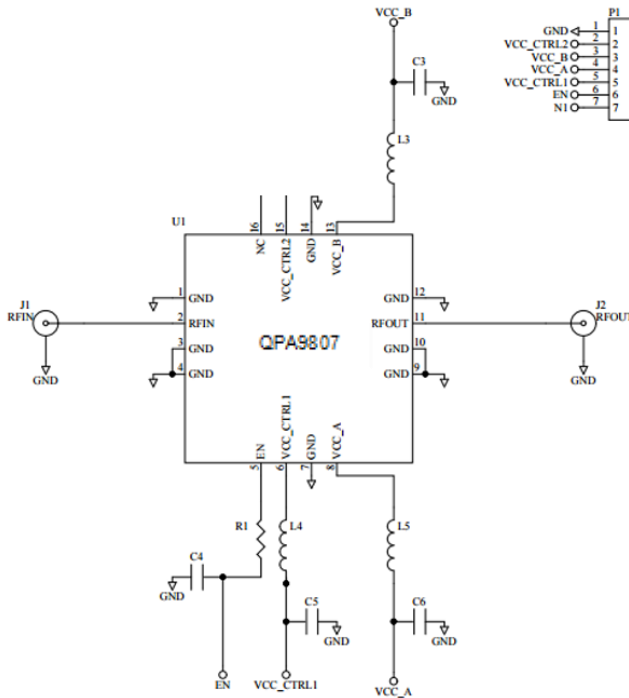 VCC_B
P1
GND 1 1
VCC_CTRL2 2 2
VCC_B 3 3
VCC_A 4 4
VCC_CTRL1 5 5
EN 6 6
N1 7 7
C3
GND
L3
U1
16 15 14 13
NC VCC_CTRL2 GND VCC_B
J1
RFIN
1 GND
2 RFIN
3 GND
4 GND
GND
QPA9807
GND 12
RFOUT 11
GND 10
GND 9
J2
RFOUT
GND
EN VCC_CTRL1 GND VCC_A
5 6 7 8
R1
L4
L5
C4
GND
C5
GND
C6
GND
EN
VCC_CTRL1
VCC_A